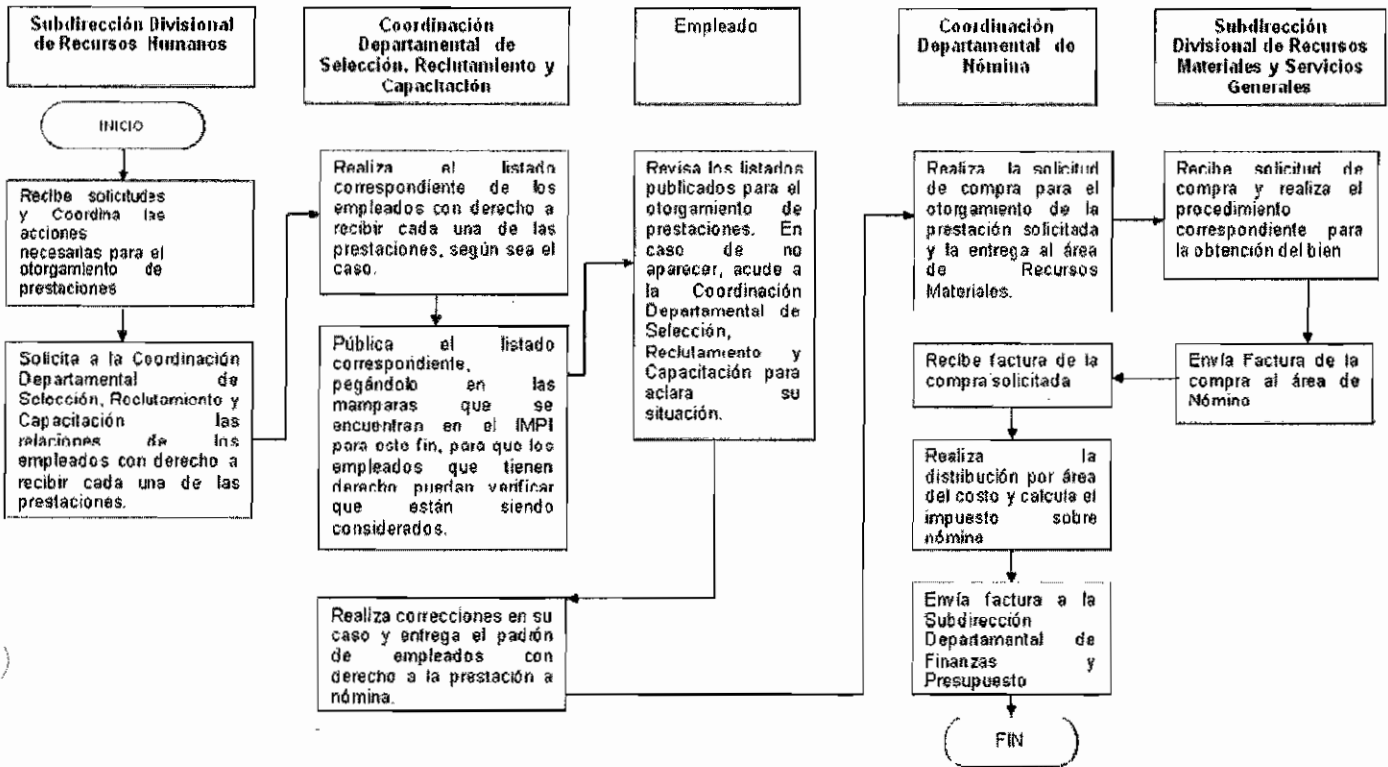 Subdirección Divisional
de Recursos Humanos
Coordinación
Departamental de
Selección, Reclutamiento y
Capacitación
Empleado
Coordinación
Departamental de
Nómina
Subdirección
Divisional de Recursos
Materiales y Servicios
Generales
INICIO
Recibe solicitudes
y Coordina las
acciones
necesarias para el
otorgamiento de
prestaciones
Solicita a la Coordinación
Departamental de
Selección, Reclutamiento y
Capacitación las
relaciones de los
empleados con derecho a
recibir cada una de las
prestaciones.
Realiza el listado
correspondiente de los
empleados con derecho a
recibir cada una de las
prestaciones, según sea el
caso.
Pública el listado
correspondiente,
pegándolo en las
mamparas que se
encuentran en el IMPI
para este fin, para que los
empleados que tienen
derecho puedan verificar
que están siendo
considerados.
Revisa los listados
publicados para el
otorgamiento de
prestaciones. En
caso de no
aparecer, acude a
la Coordinación
Departamental de
Selección,
Reclutamiento y
Capacitación para
aclara su
situación.
Realiza correcciones en su
caso y entrega el padrón
de empleados con
derecho a la prestación a
nómina.
Realiza la solicitud
de compra para el
otorgamiento de la
prestación solicitada
y la entrega al área
de Recursos
Materiales.
Recibe solicitud de
compra y realiza el
procedimiento
correspondiente para
la obtención del bien
Envía Factura de la
compra al área de
Nómina
Recibe factura de la
compra solicitada
Realiza la
distribución por área
del costo y calcula el
impuesto sobre
nómina
Envía factura a la
Subdirección
Departamental de
Finanzas y
Presupuesto
FIN